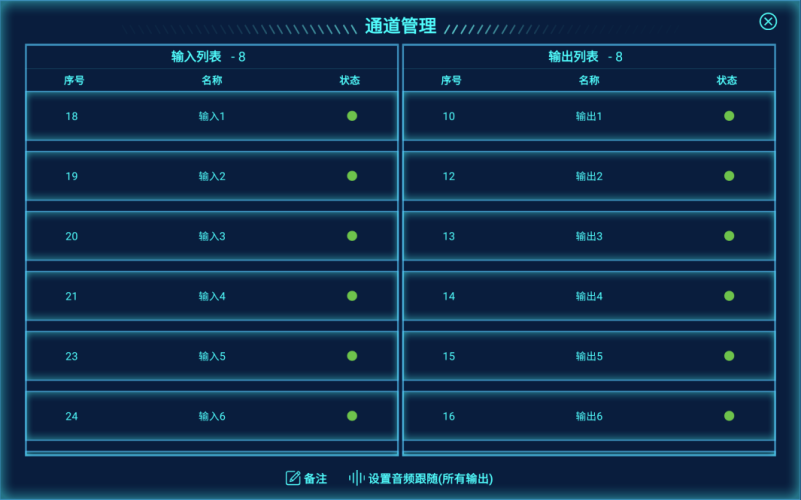 通道管理
输入列表 - 8
序号 名称 状态
18 输入1
19 输入2
20 输入3
21 输入4
23 输入5
24 输入6
输出列表 - 8
序号 名称 状态
10 输出1
12 输出2
13 输出3
14 输出4
15 输出5
16 输出6
备注 设置音频跟随(所有输出)